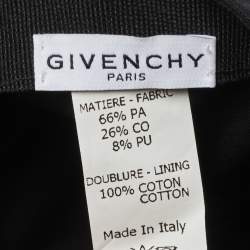 GIVENCHY
PARIS
MATIERE - FABRIC
66% PA
26% CO
8% PU
DOUBLURE - LINING
100% COTON
COTTON
Made in Italy